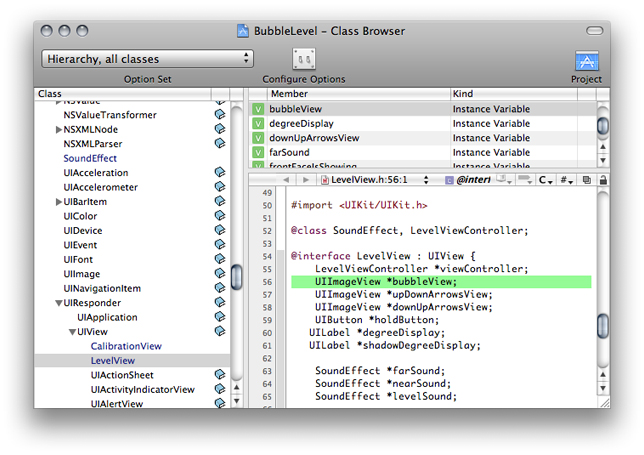 BubbleLevel – Class Browser
Hierarchy, all classes
Option Set
Configure Options
Project
Class
NSValue
NSValueTransformer
NSXMLNode
NSXMLParser
SoundEffect
UIAcceleration
UIAccelerometer
UIBarItem
UIColor
UIDevice
UIEvent
UIFont
UIImage
UINavigationItem
UIResponder
UIApplication
UIView
CalibrationView
LevelView
UIActionSheet
UIActivityIndicatorView
UIAlertView
Member Kind
V bubbleView Instance Variable
V degreeDisplay Instance Variable
V downUpArrowsView Instance Variable
V farSound Instance Variable
V frontFaceIsShowing Instance Variable
LevelView.h:56:1 C @interf C #
49
50 #import <UIKit/UIKit.h>
51
52 @class SoundEffect, LevelViewController;
53
54 @interface LevelView : UIView {
55 LevelViewController *viewController;
56 UIImageView *bubbleView;
57 UIImageView *upDownArrowsView;
58 UIImageView *downUpArrowsView;
59 UIButton *holdButton;
60 UILabel *degreeDisplay;
61 UILabel *shadowDegreeDisplay;
62
63 SoundEffect *farSound;
64 SoundEffect *nearSound;
65 SoundEffect *levelSound;
66